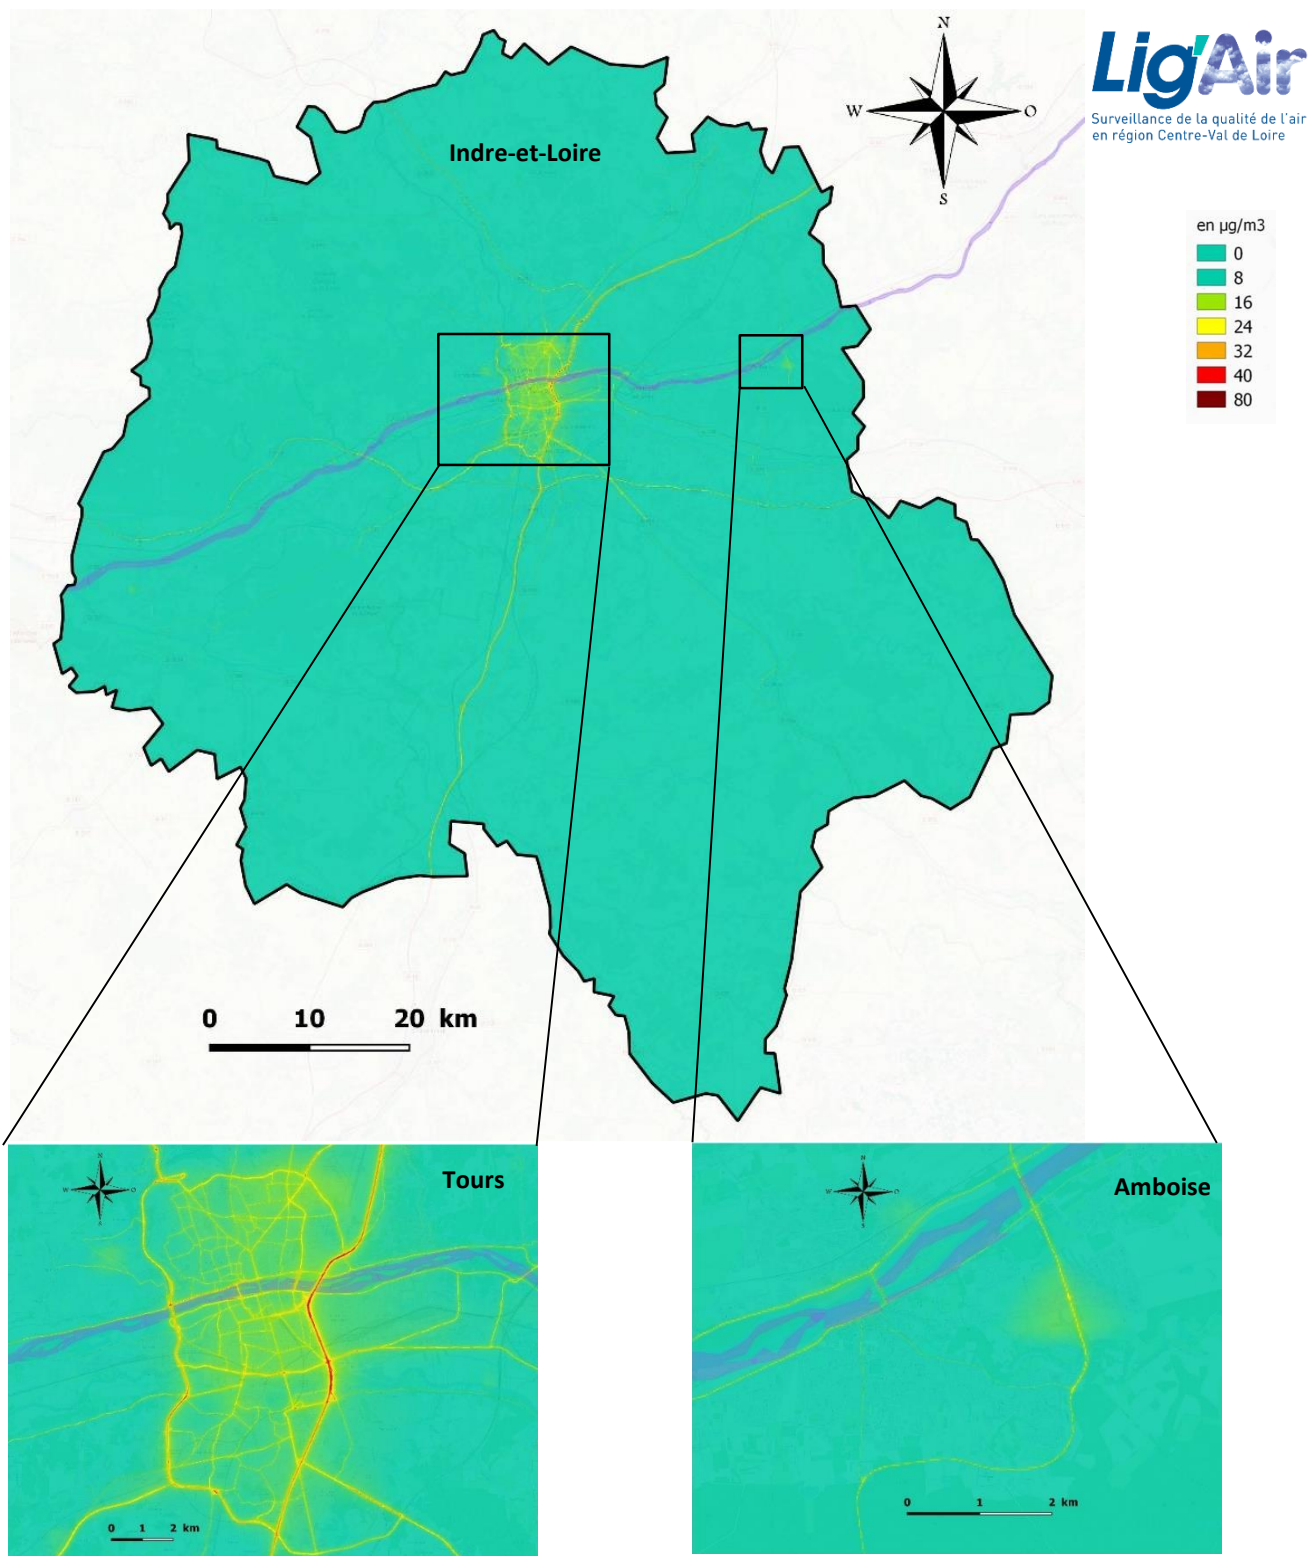 N
W
O
S
Lig'Air
Surveillance de la qualité de l'air
en région Centre-Val de Loire
Indre-et-Loire
en µg/m3
0
8
16
24
32
40
80
0 10 20 km
N
W
O
S
Tours
0 1 2 km
N
W
O
S
Amboise
0 1 2 km